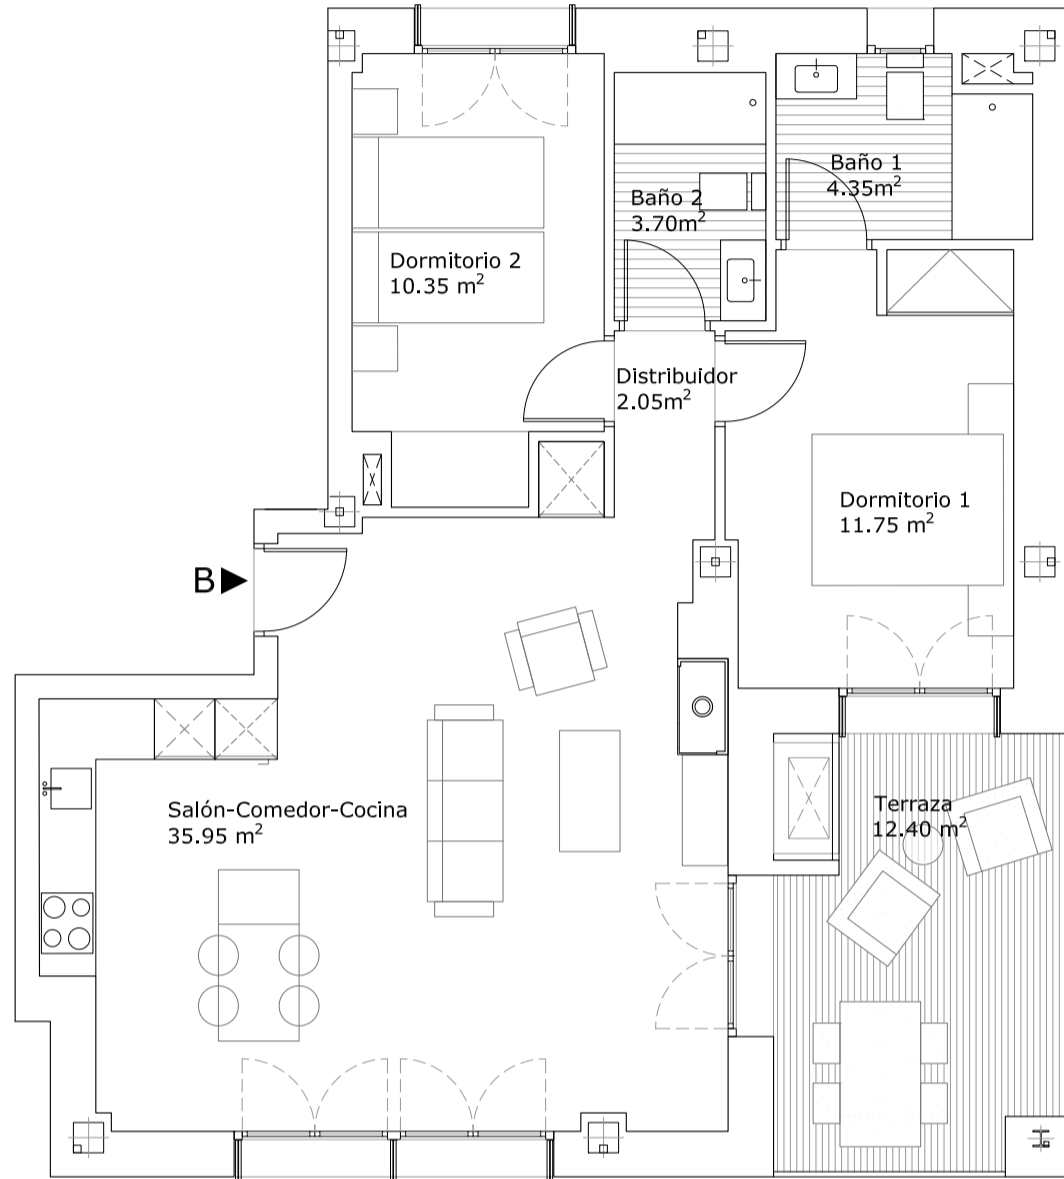 Baño 1
4.35m²
Baño 2
3.70m²
Dormitorio 2
10.35 m²
Distribuidor
2.05m²
Dormitorio 1
11.75 m²
B
Salón-Comedor-Cocina
35.95 m²
Terraza
12.40 m²